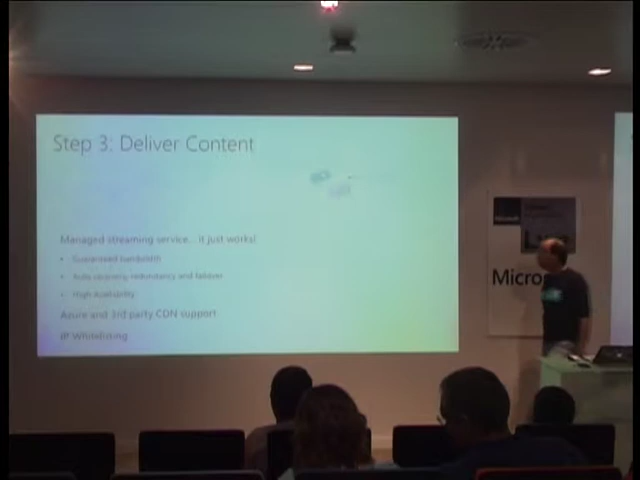 Step 3: Deliver Content
Managed streaming service... it just works!
Guaranteed bandwidth
Auto recovery, redundancy and failover
High Availability
Azure and 3rd party CDN support
IP Whitelisting
Micro